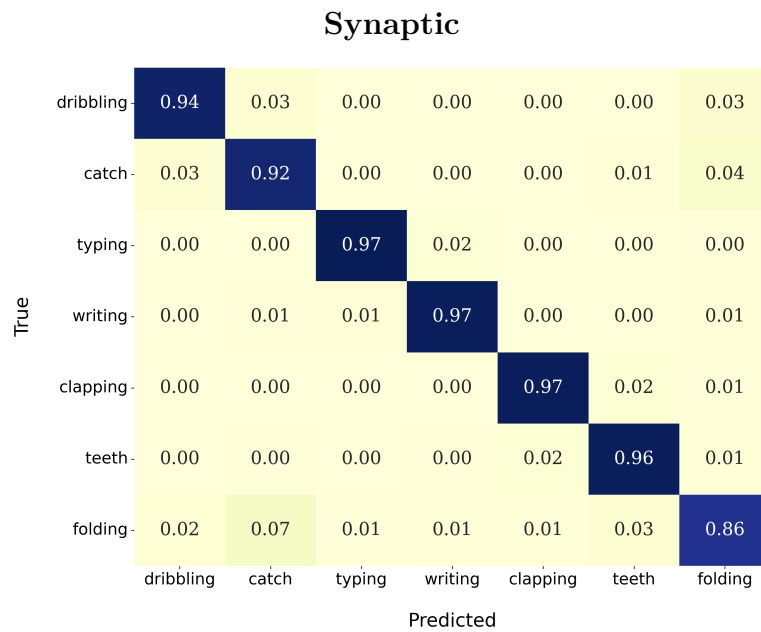 Synaptic
dribbling 0.94 0.03 0.00 0.00 0.00 0.00 0.03
catch 0.03 0.92 0.00 0.00 0.00 0.01 0.04
typing 0.00 0.00 0.97 0.02 0.00 0.00 0.00
writing 0.00 0.01 0.01 0.97 0.00 0.00 0.01
clapping 0.00 0.00 0.00 0.00 0.97 0.02 0.01
teeth 0.00 0.00 0.00 0.00 0.02 0.96 0.01
folding 0.02 0.07 0.01 0.01 0.01 0.03 0.86
dribbling catch typing writing clapping teeth folding
Predicted
True